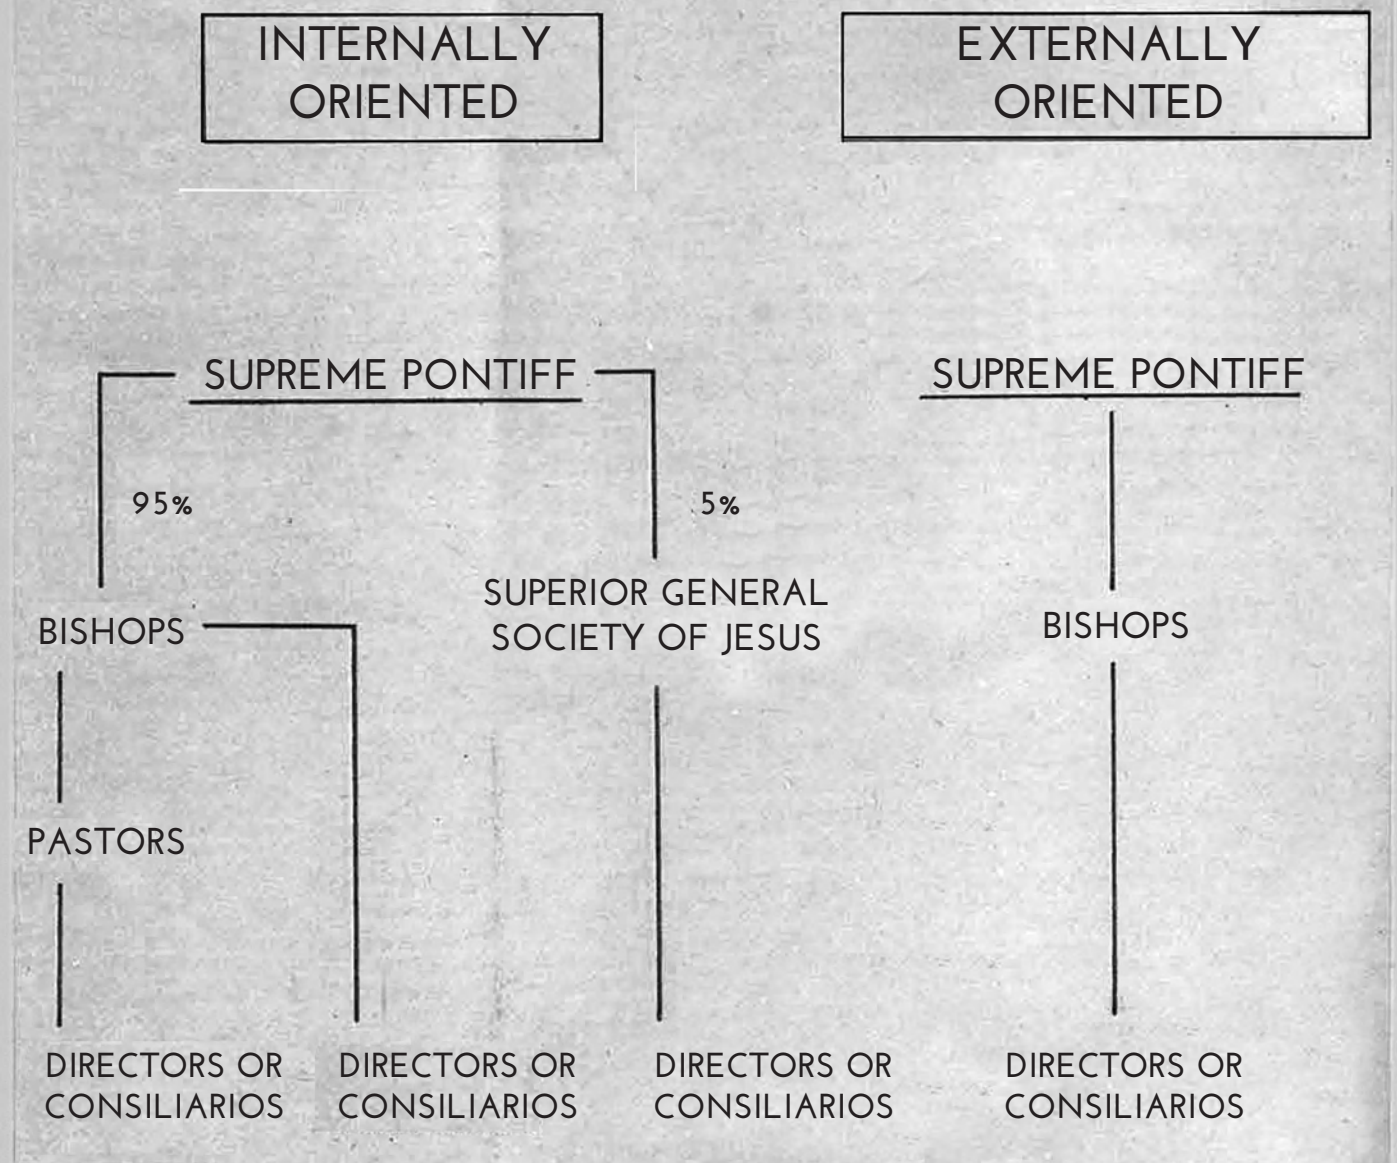 INTERNALLY
ORIENTED
EXTERNALLY
ORIENTED
SUPREME PONTIFF
SUPREME PONTIFF
95%
5%
SUPERIOR GENERAL
SOCIETY OF JESUS
BISHOPS
BISHOPS
PASTORS
DIRECTORS OR
CONSILIARIOS
DIRECTORS OR
CONSILIARIOS
DIRECTORS OR
CONSILIARIOS
DIRECTORS OR
CONSILIARIOS